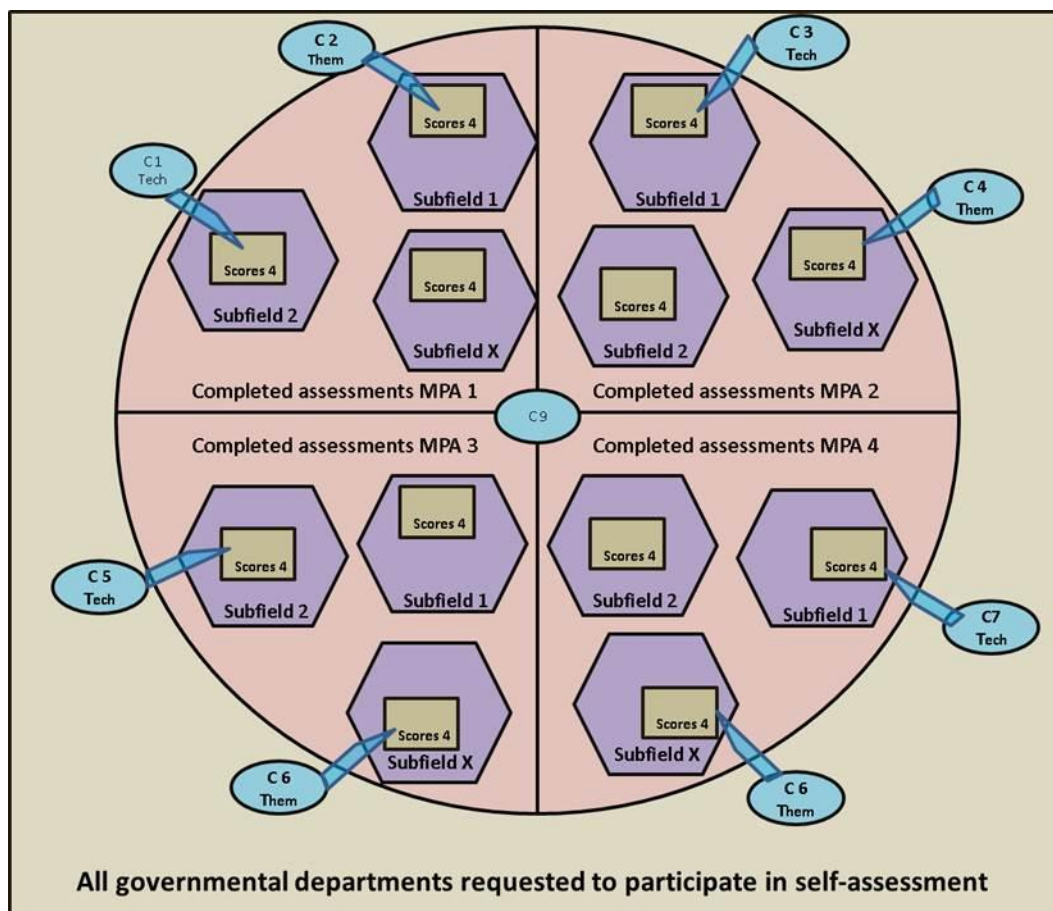 C 2
Them
C 3
Tech
Scores 4
Subfield 1
Scores 4
Subfield 1
C 1
Tech
C 4
Them
Scores 4
Subfield 2
Scores 4
Subfield X
Scores 4
Subfield 2
Scores 4
Subfield X
Completed assessments MPA 1
Completed assessments MPA 2
C 9
Completed assessments MPA 3
Completed assessments MPA 4
Scores 4
Subfield 1
Scores 4
Subfield 2
Scores 4
Subfield 2
Scores 4
Subfield 1
C 5
Tech
C7
Tech
Scores 4
Subfield X
Scores 4
Subfield X
C 6
Them
C 6
Them
All governmental departments requested to participate in self-assessment